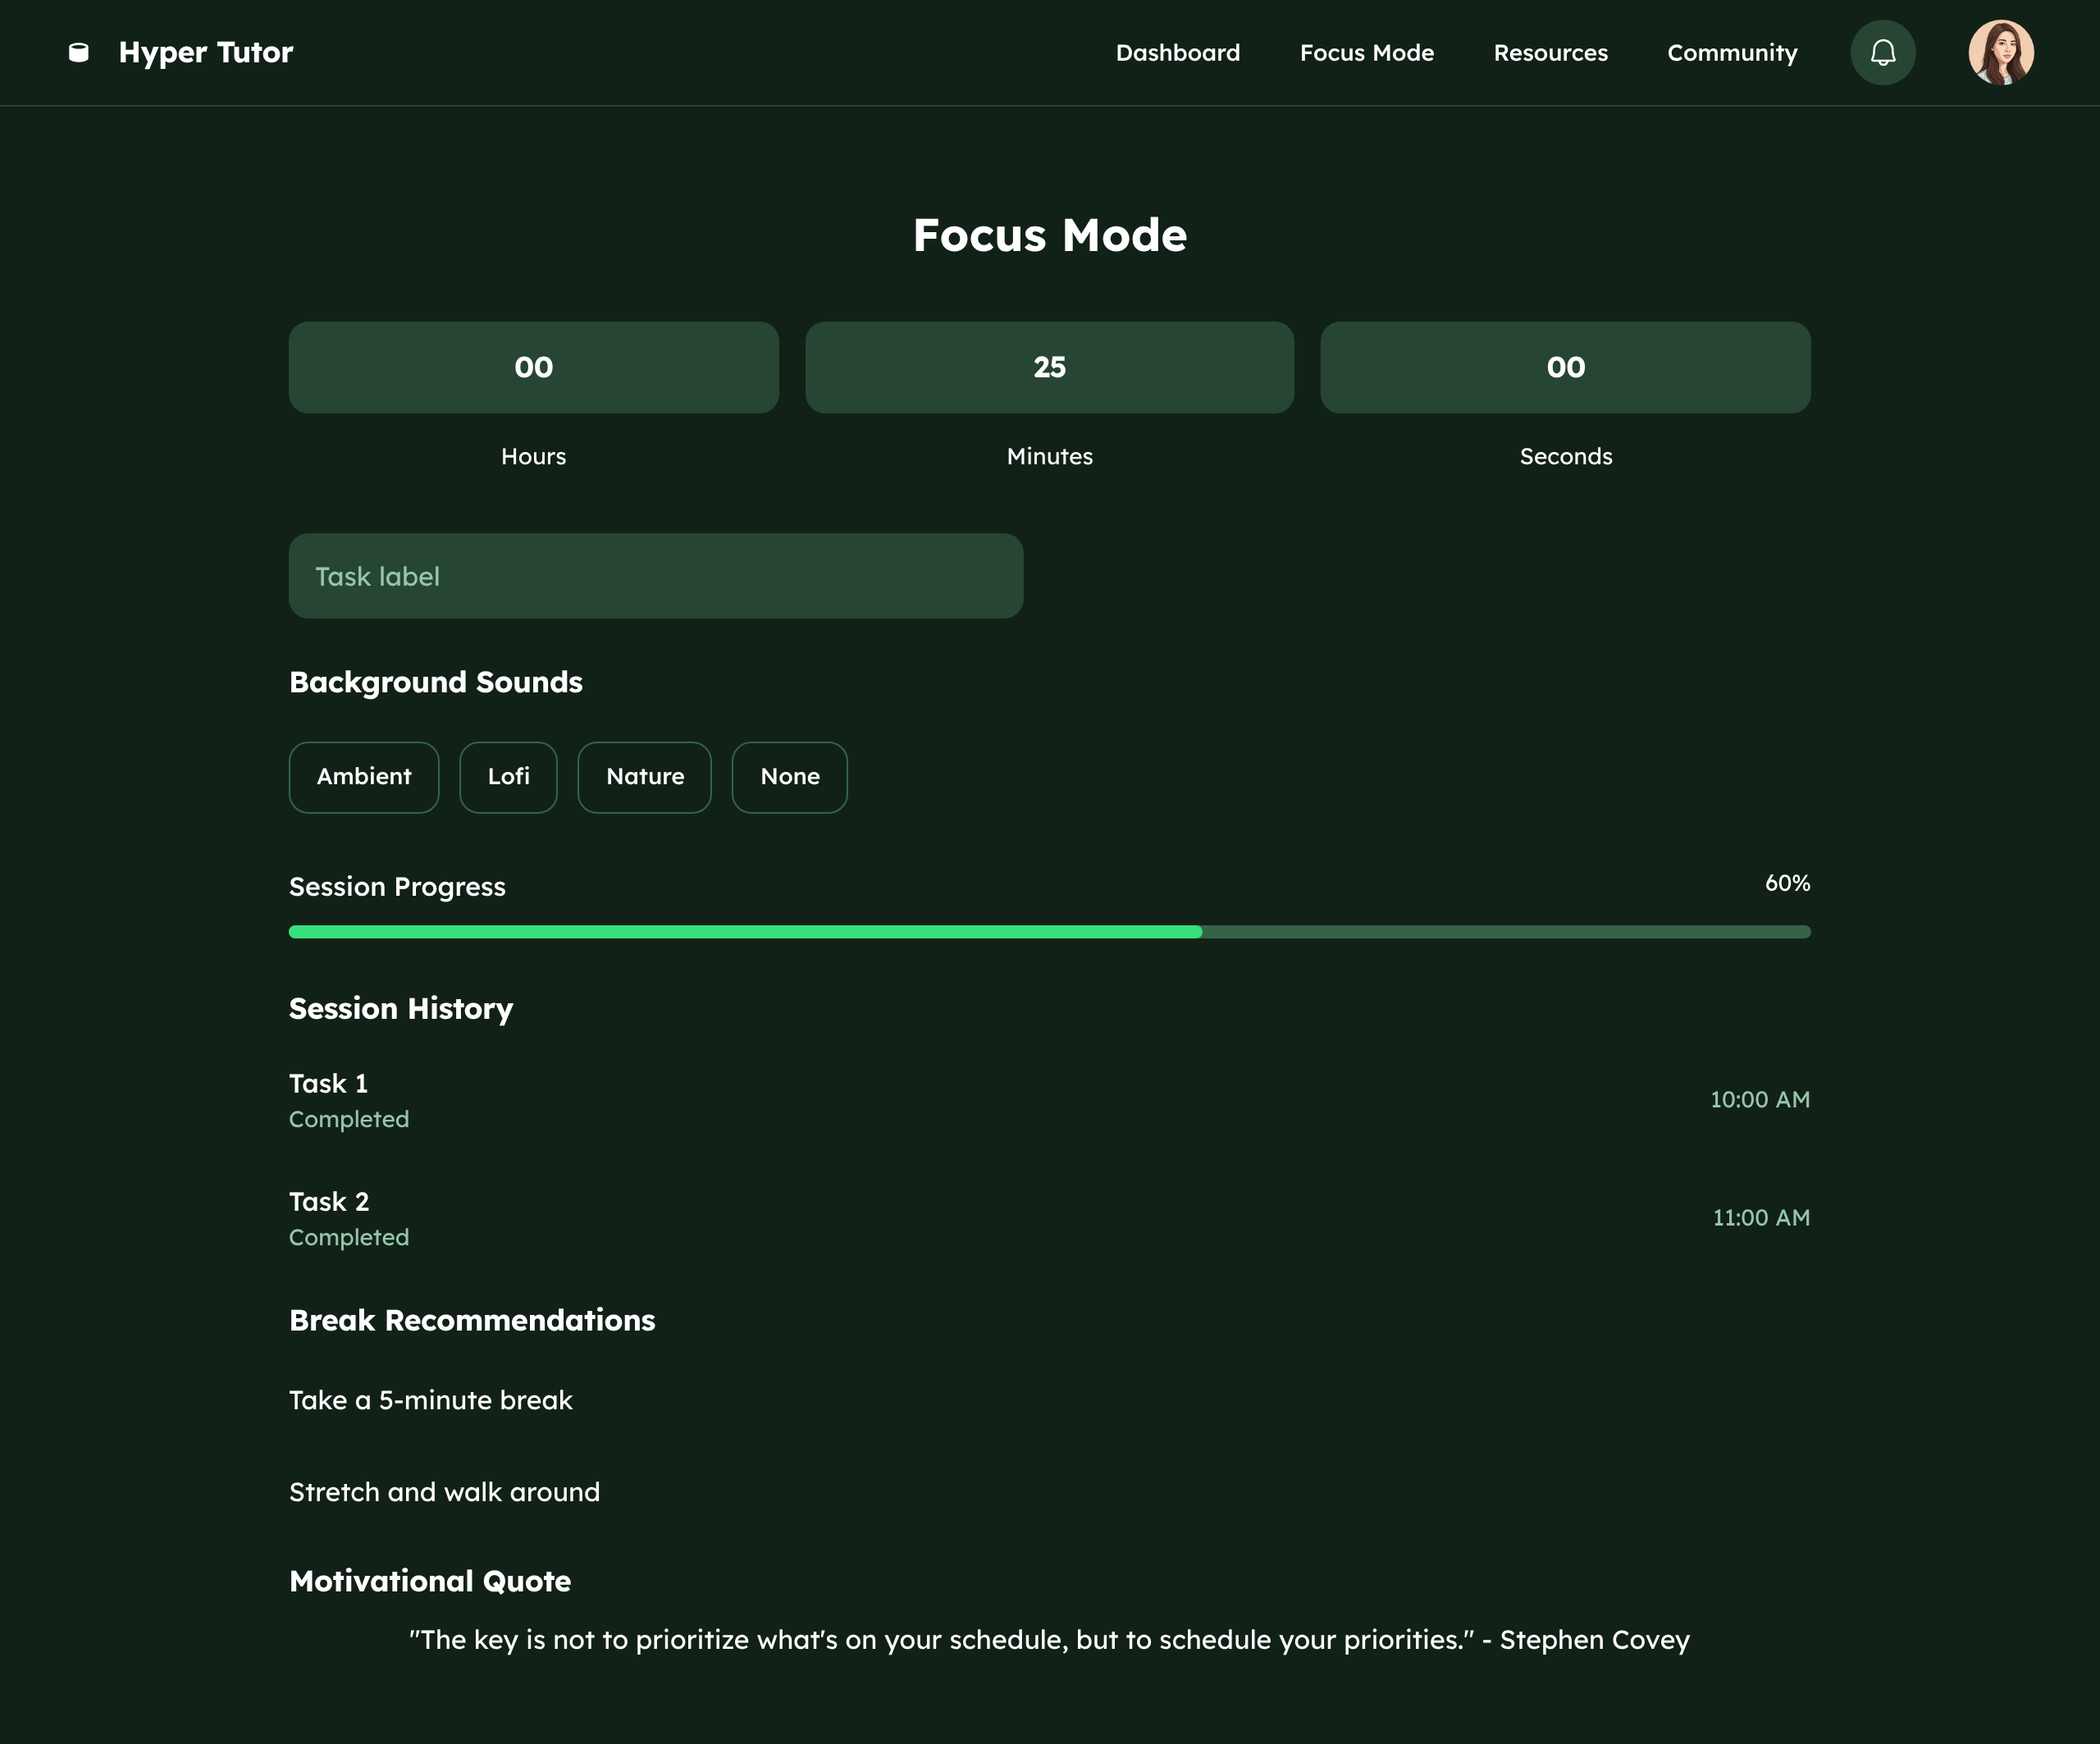 Hyper Tutor
Dashboard
Focus Mode
Resources
Community
Focus Mode
00
25
00
Hours
Minutes
Seconds
Task label
Background Sounds
Ambient
Lofi
Nature
None
Session Progress
60%
Session History
Task 1
Completed
10:00 AM
Task 2
Completed
11:00 AM
Break Recommendations
Take a 5-minute break
Stretch and walk around
Motivational Quote
"The key is not to prioritize what's on your schedule, but to schedule your priorities." - Stephen Covey